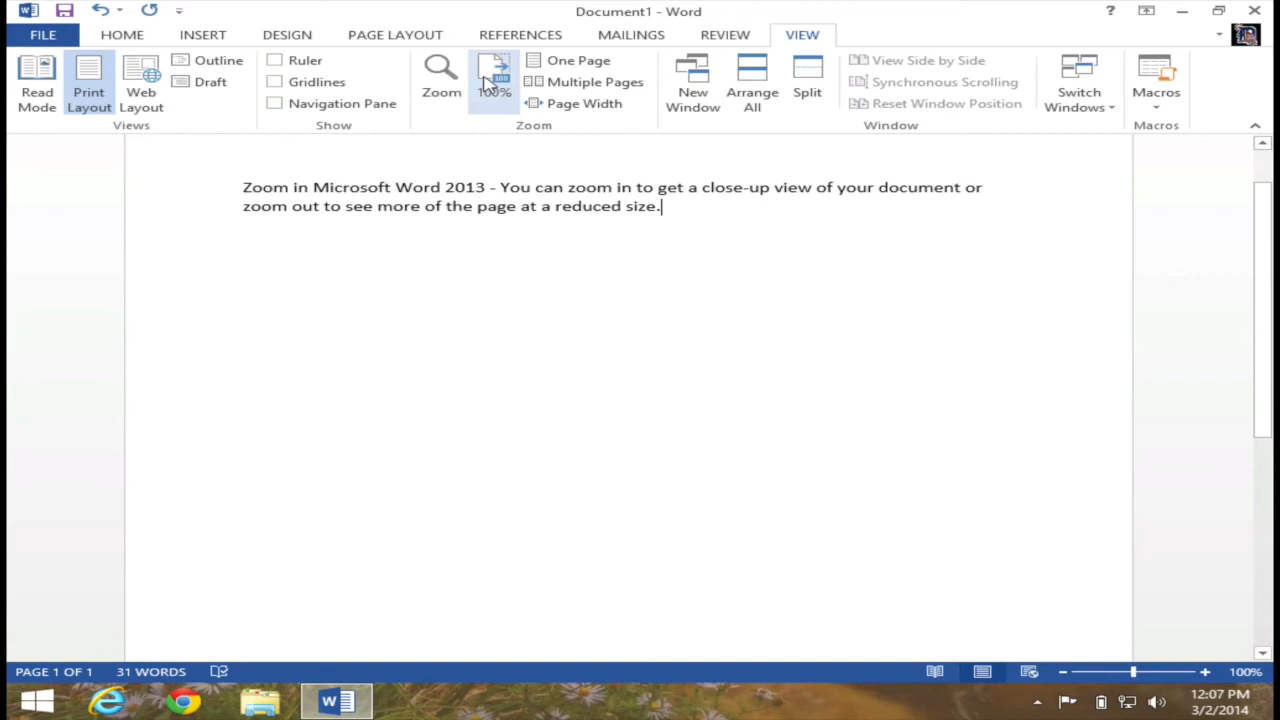 Document1 - Word
FILE HOME INSERT DESIGN PAGE LAYOUT REFERENCES MAILINGS REVIEW VIEW
Read Mode
Print Layout
Web Layout
Outline
Draft
Views
Ruler
Gridlines
Navigation Pane
Show
Zoom
100%
One Page
Multiple Pages
Page Width
Zoom
New Window
Arrange All
Split
View Side by Side
Synchronous Scrolling
Reset Window Position
Window
Switch Windows
Macros
Macros
Zoom in Microsoft Word 2013 - You can zoom in to get a close-up view of your document or
zoom out to see more of the page at a reduced size.
PAGE 1 OF 1 31 WORDS 100%
12:07 PM
3/2/2014